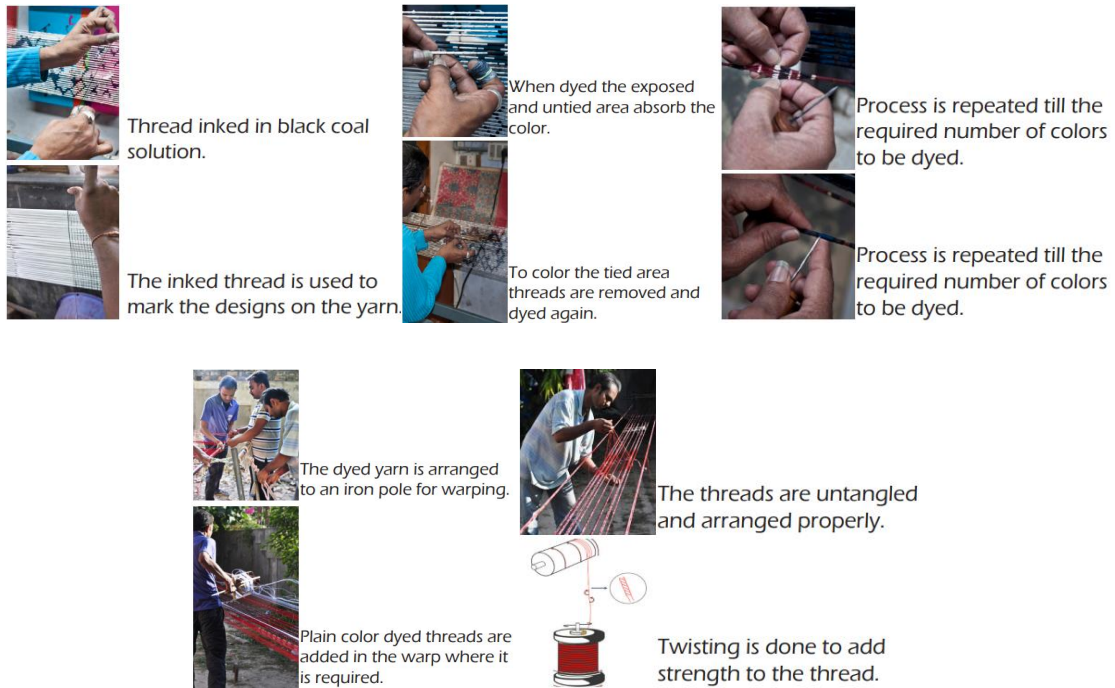 Thread inked in black coal
solution.
The inked thread is used to
mark the designs on the yarn.
When dyed the exposed
and untied area absorb the
color.
To color the tied area
threads are removed and
dyed again.
Process is repeated till the
required number of colors
to be dyed.
Process is repeated till the
required number of colors
to be dyed.
The dyed yarn is arranged
to an iron pole for warping.
Plain color dyed threads are
added in the warp where it
is required.
The threads are untangled
and arranged properly.
Twisting is done to add
strength to the thread.